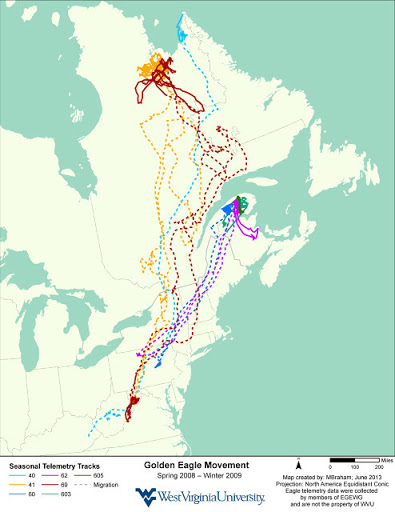 Seasonal Telemetry Tracks
40
41
60
62
69
603
605
Migration
Golden Eagle Movement
Spring 2008 – Winter 2009
West Virginia University.
Miles
0 100 200 400
Map created by: MBraham; June 2013
Projection: North America Equidistant Conic
Eagle telemetry data were collected
by members of EGEWG
and are not the property of WVU